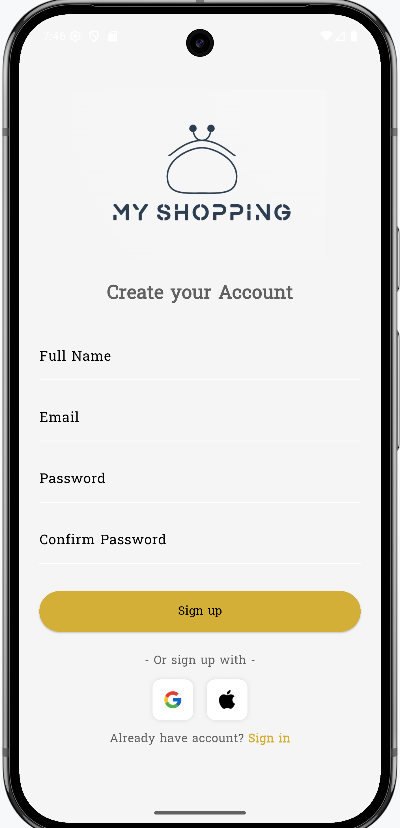 7:46
MY SHOPPING
Create your Account
Full Name
Email
Password
Confirm Password
Sign up
- Or sign up with -
Already have account? Sign in